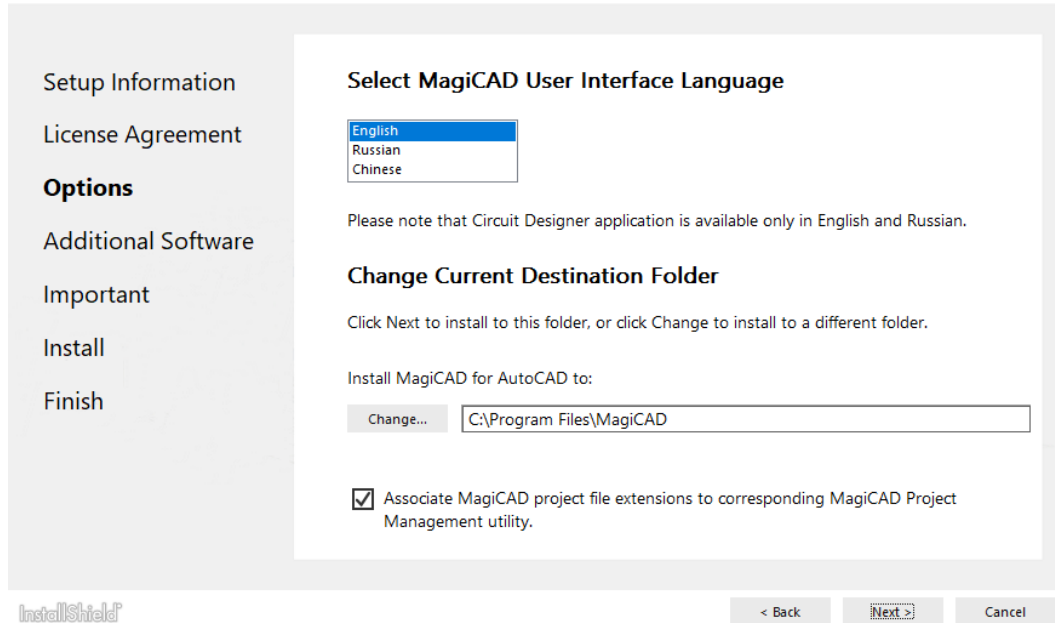 Setup Information
License Agreement
Options
Additional Software
Important
Install
Finish
Select MagiCAD User Interface Language
English
Russian
Chinese
Please note that Circuit Designer application is available only in English and Russian.
Change Current Destination Folder
Click Next to install to this folder, or click Change to install to a different folder.
Install MagiCAD for AutoCAD to:
Change... C:\Program Files\MagiCAD
Associate MagiCAD project file extensions to corresponding MagiCAD Project
Management utility.
InstallShield
< Back Next > Cancel